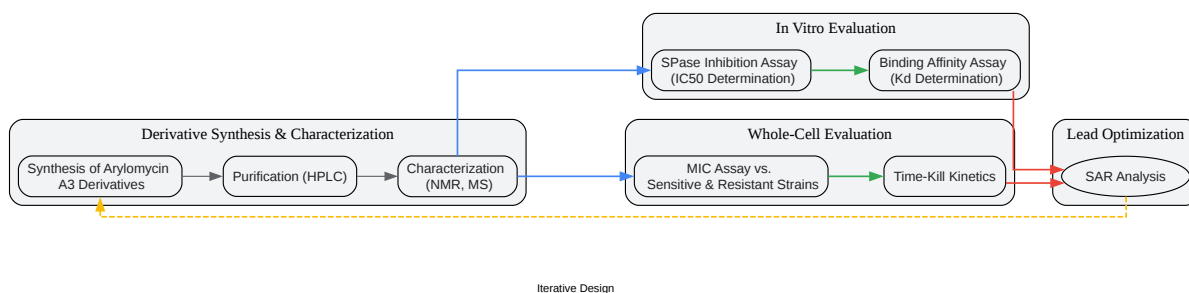 In Vitro Evaluation
SPase Inhibition Assay
(IC50 Determination)
Binding Affinity Assay
(Kd Determination)
Derivative Synthesis & Characterization
Synthesis of Arylomycin
A3 Derivatives
Purification (HPLC)
Characterization
(NMR, MS)
Whole-Cell Evaluation
MIC Assay vs.
Sensitive & Resistant Strains
Time-Kill Kinetics
Lead Optimization
SAR Analysis
Iterative Design